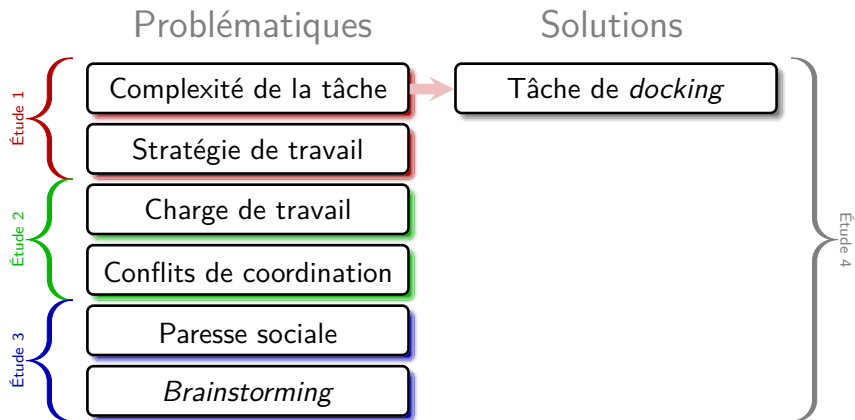 Problématiques
Solutions
Étude 1
Complexité de la tâche
Tâche de docking
Stratégie de travail
Étude 2
Charge de travail
Conflits de coordination
Étude 3
Paresse sociale
Brainstorming
Étude 4